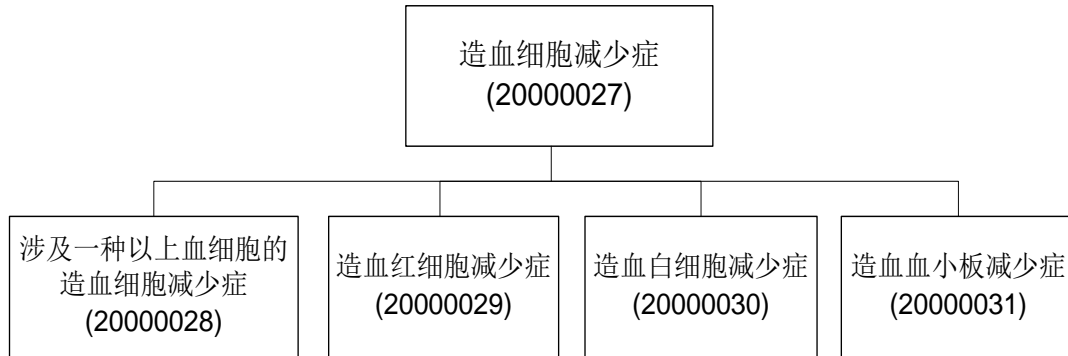 造血细胞减少症
(20000027)
涉及一种以上血细胞的
造血细胞减少症
(20000028)
造血红细胞减少症
(20000029)
造血白细胞减少症
(20000030)
造血血小板减少症
(20000031)